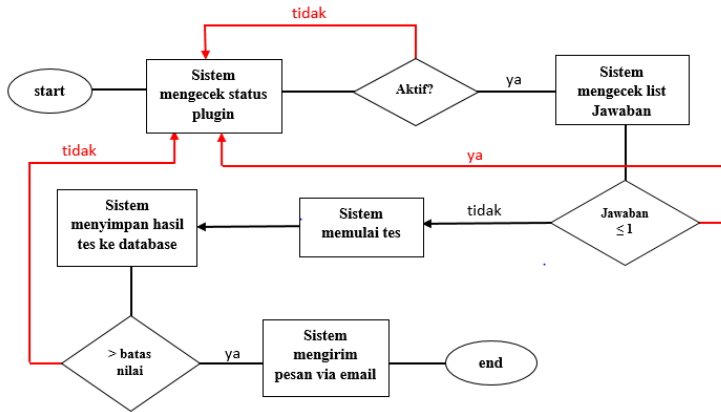 tidak
start
Sistem
mengecek status
plugin
Aktif?
ya
Sistem
mengecek list
Jawaban
tidak
ya
Sistem
menyimpan hasil
tes ke database
Sistem
memulai tes
tidak
Jawaban
≤ 1
> batas
nilai
ya
Sistem
mengirim
pesan via email
end